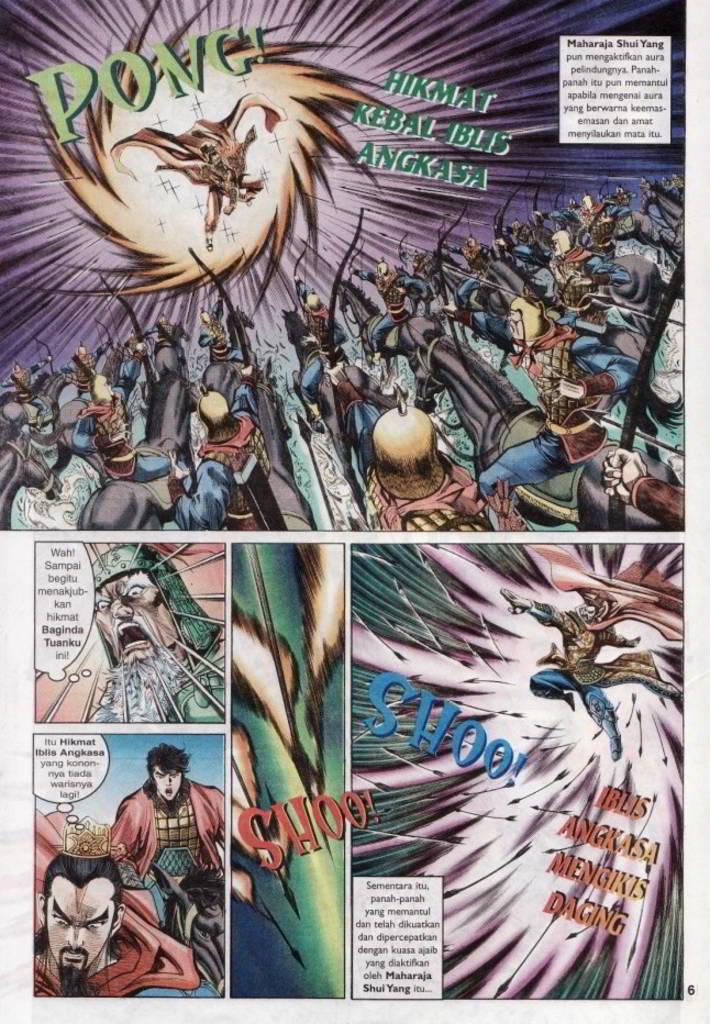 PONG!
HIKMAT
KEBAL IBLIS
ANGKASA
Maharaja Shui Yang
pun mengaktifkan aura
pelindungnya. Panah-
panah itu pun memantul
apabila mengenai aura
yang berwarna keemas-
emasan dan amat
menyilaukan mata itu.
Wah!
Sampai
begitu
menakjub-
kan
hikmat
Baginda
Tuanku
ini!
Itu Hikmat
Iblis Angkasa
yang konon-
nya tiada
warisnya
lagi!
SHOO!
SHOO!
IBLIS
ANGKASA
MENGIKIS
DAGING
Sementara itu,
panah-panah
yang memantul
dan telah dikuatkan
dan dipercepatkan
dengan kuasa ajaib
yang diaktifkan
oleh Maharaja
Shui Yang itu...
6